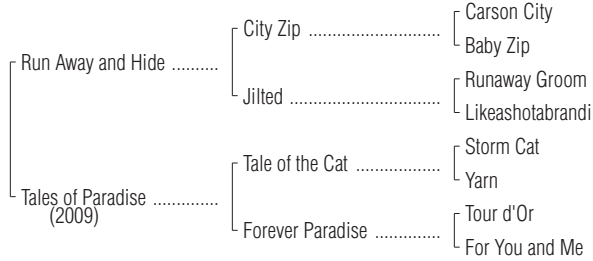 Carson City
City Zip ............................
Baby Zip
Run Away and Hide ..........
Runaway Groom
Jilted ................................
Likeashotabrandi
Storm Cat
Tale of the Cat ..................
Yarn
Tales of Paradise ..............
(2009)
Tour d'Or
Forever Paradise ..............
For You and Me